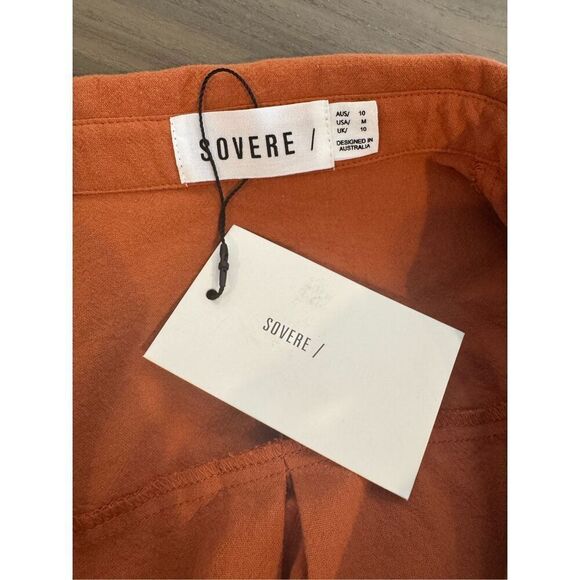 SOVERE /
AUS/ 10
USA/ M
UK/ 10
DESIGNED IN
AUSTRALIA
SOVERE /